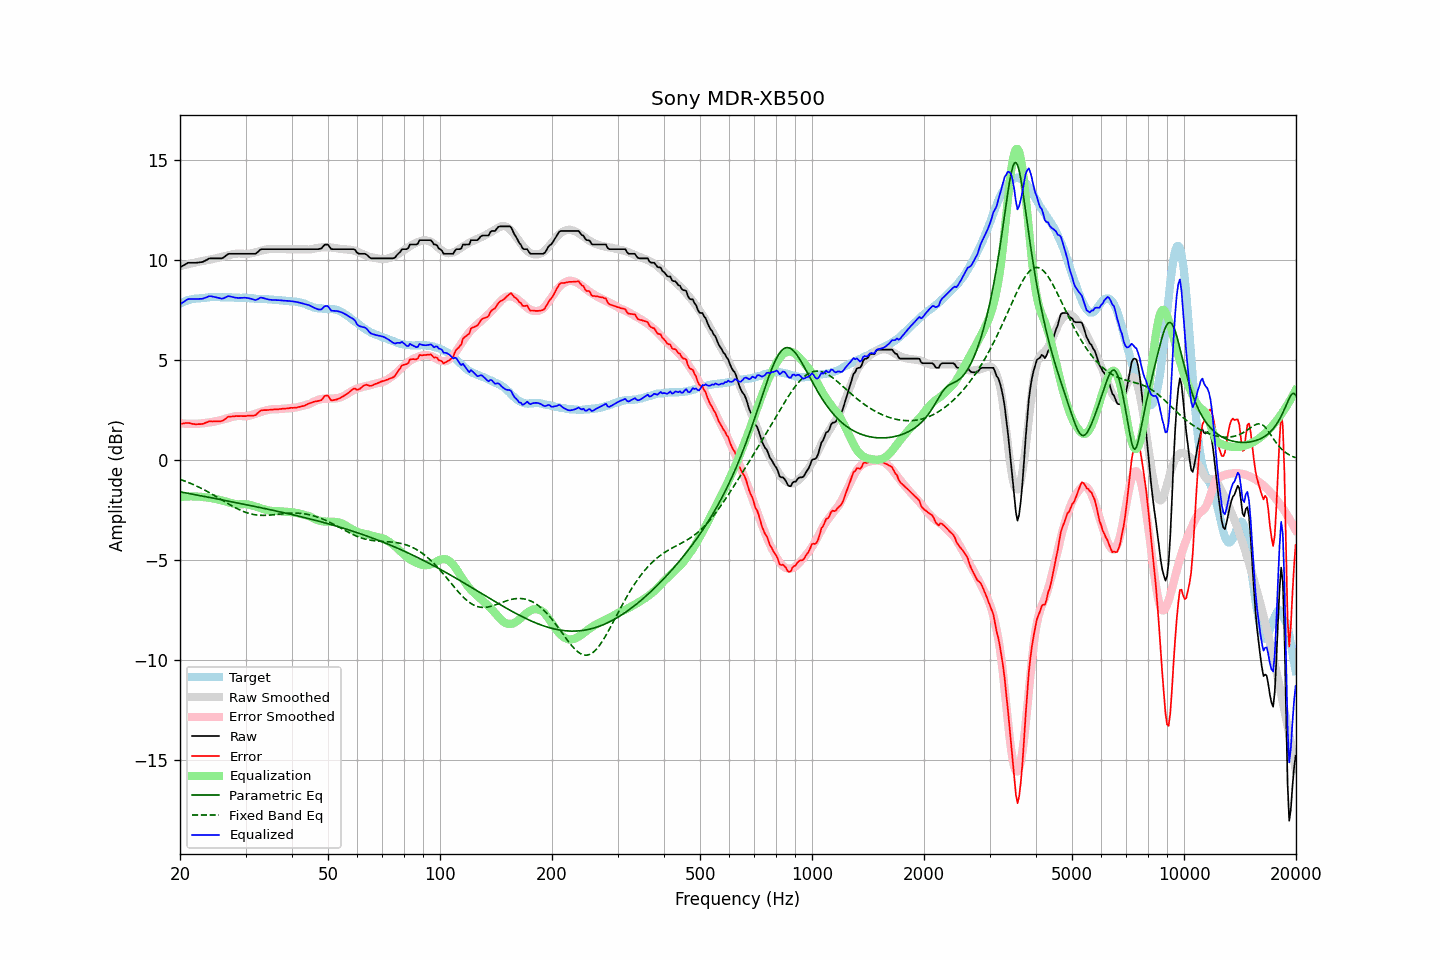 Sony MDR-XB500
Amplitude (dBr)
15
10
5
0
−5
−10
−15
Target
Raw Smoothed
Error Smoothed
Raw
Error
Equalization
Parametric Eq
Fixed Band Eq
Equalized
20 50 100 200 500 1000 2000 5000 10000 20000
Frequency (Hz)